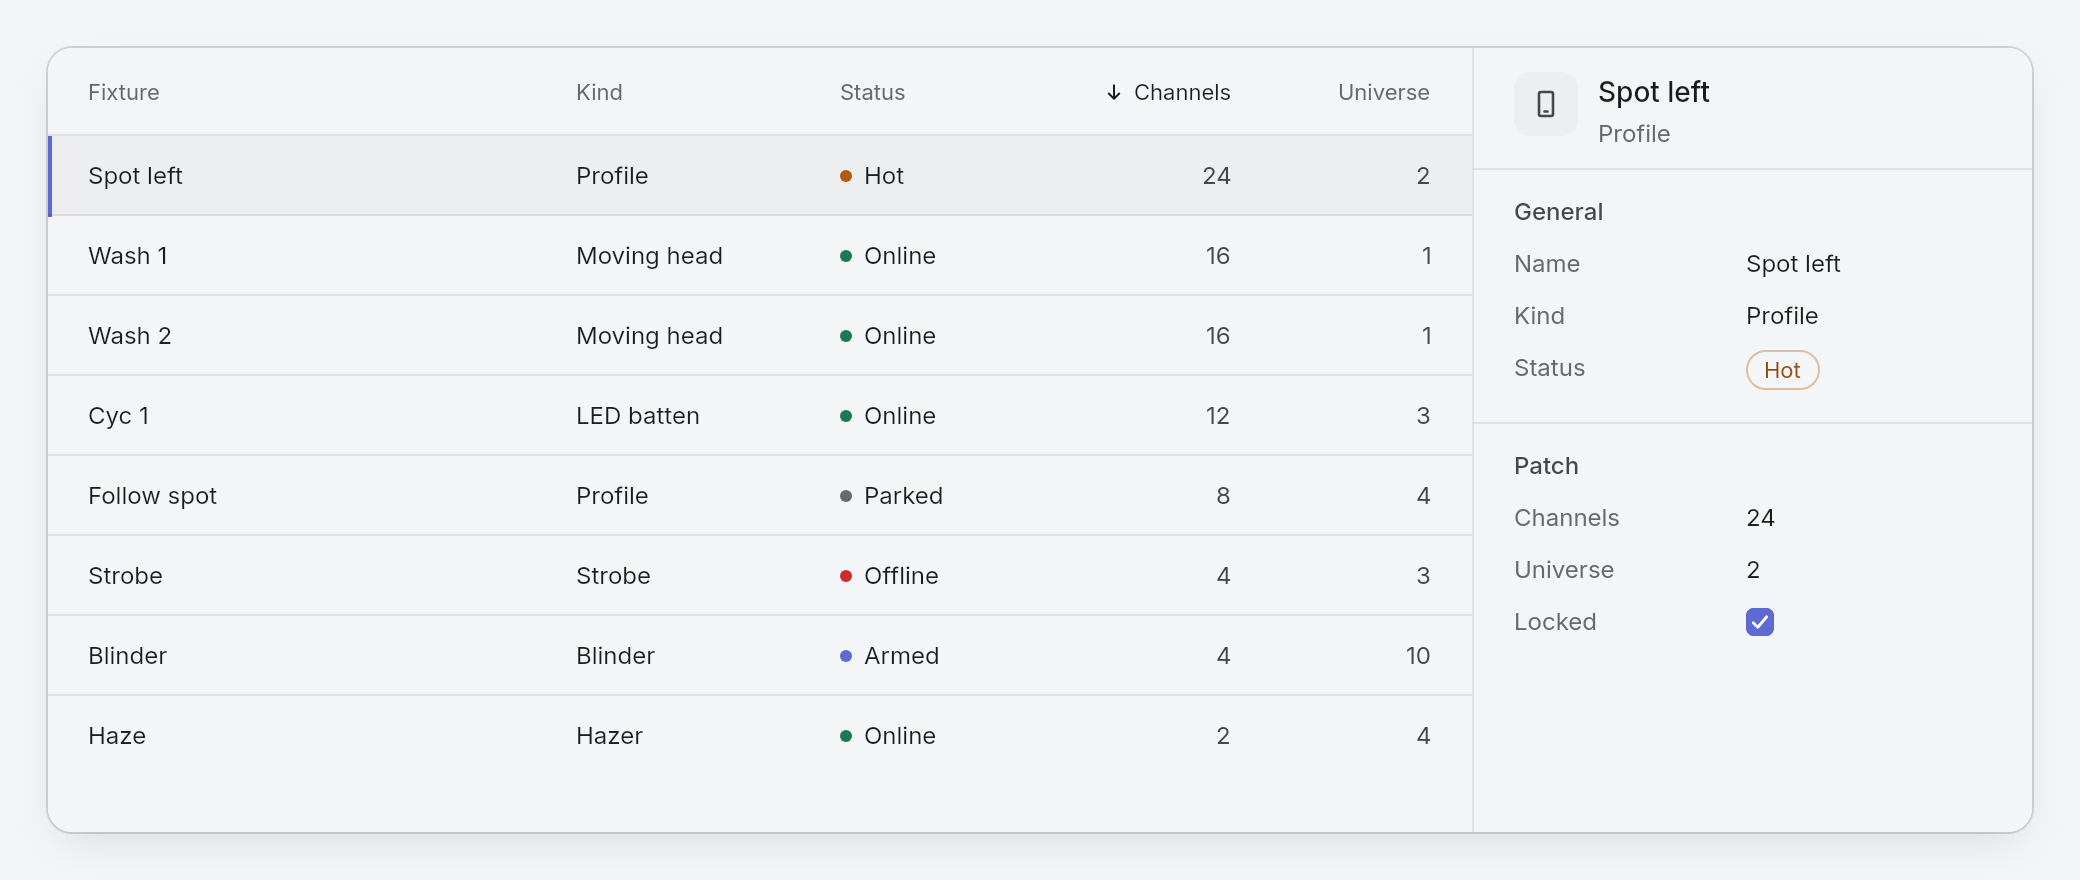 Fixture Kind Status ↓ Channels Universe
Spot left Profile Hot 24 2
Wash 1 Moving head Online 16 1
Wash 2 Moving head Online 16 1
Cyc 1 LED batten Online 12 3
Follow spot Profile Parked 8 4
Strobe Strobe Offline 4 3
Blinder Blinder Armed 4 10
Haze Hazer Online 2 4
Spot left
Profile
General
Name Spot left
Kind Profile
Status Hot
Patch
Channels 24
Universe 2
Locked